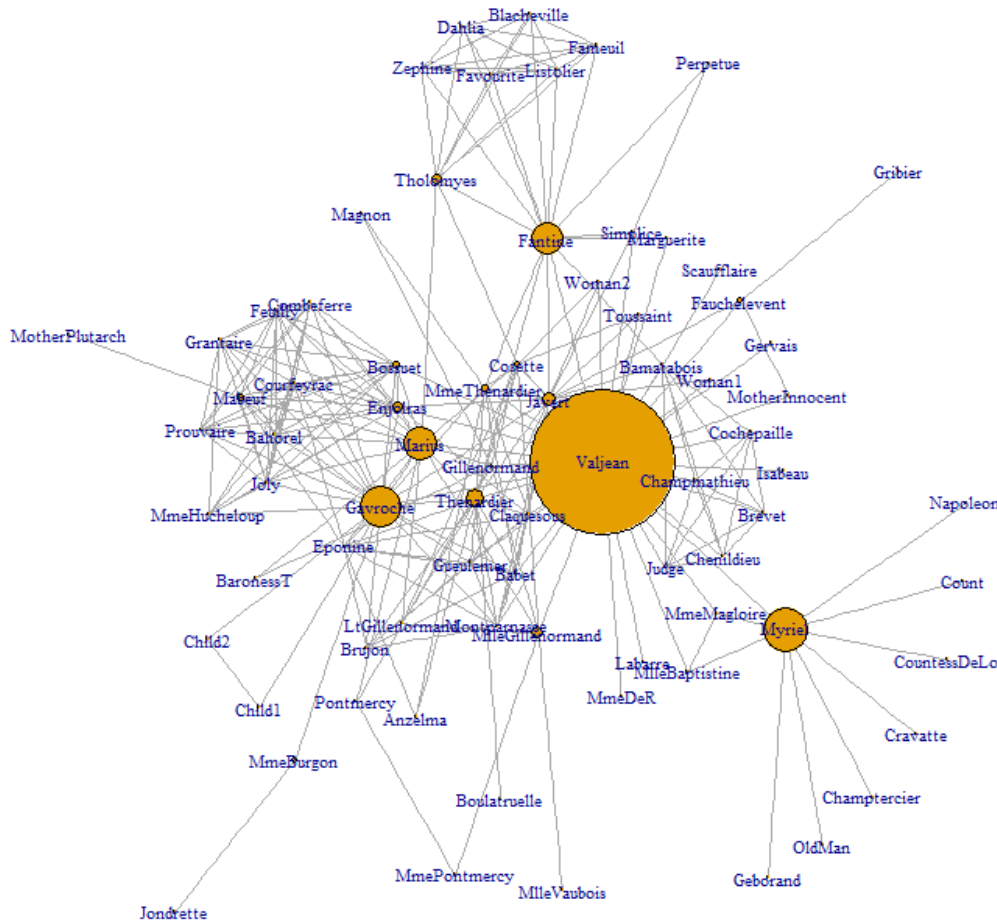 Blacheville
Dahlia
Fameuil
Zephine
Favourite
Listolier
Perpetue
Tholomyes
Gribier
Magnon
Fantine
Simplice
Marguerite
Scaufflaire
Woman2
Fauchelevent
Combeferre
Feuilly
Toussaint
MotherPlutarch
Grantaire
Gervais
Bossuet
Cosette
Bamatabois
Courfeyrac
MmeThenardier
Woman1
Mabeuf
Enjolras
Javert
MotherInnocent
Prouvaire
Bahorel
Marius
Cochepaille
Gillenormand
Valjean
Isabeau
Joly
Thenardier
Champmathieu
MmeHucheloup
Gavroche
Claquesous
Brevet
Napoleon
Eponine
Chenildieu
Gueulemer
Babet
Judge
BaronessT
Count
MmeMagloire
LtGillenormand
Montparnasse
MlleGillenormand
Myriel
Child2
Brujon
Labarre
MlleBaptistine
CountessDeLo
MmeDeR
Pontmercy
Child1
Anzelma
Cravatte
MmeBurgon
Boulatruelle
Champtercier
OldMan
MmePontmercy
Geborand
MlleVaubois
Jondrette